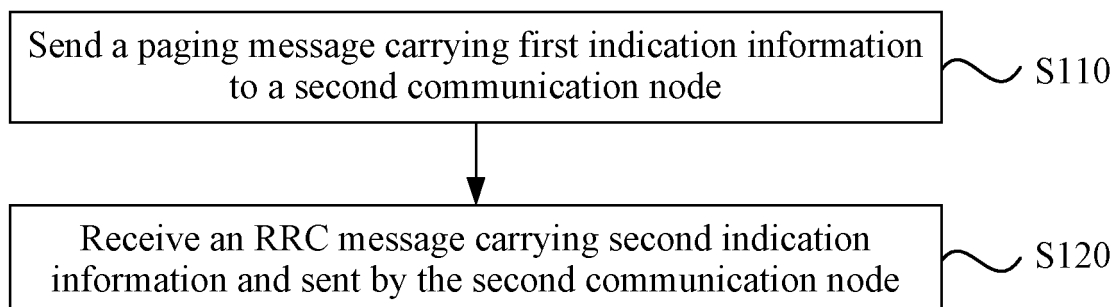 Send a paging message carrying first indication information
to a second communication node
S110
Receive an RRC message carrying second indication
information and sent by the second communication node
S120